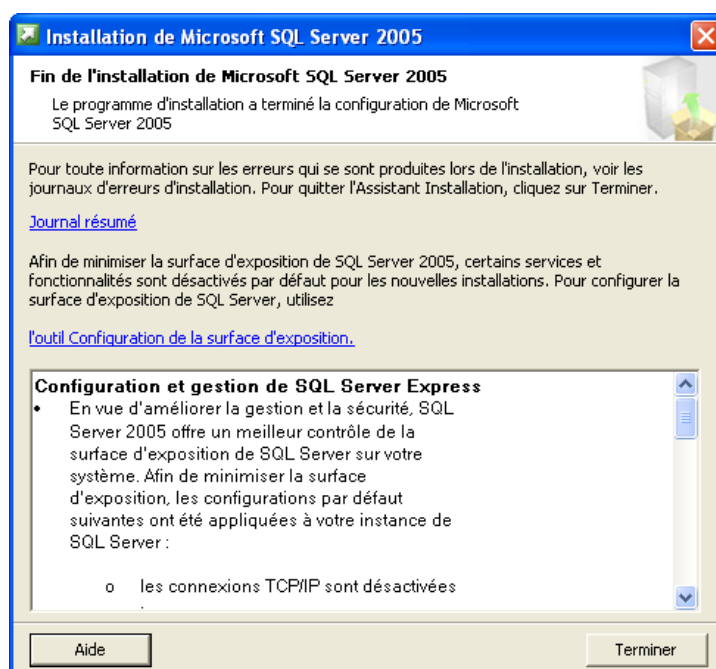 Installation de Microsoft SQL Server 2005
Fin de l'installation de Microsoft SQL Server 2005
Le programme d'installation a terminé la configuration de Microsoft
SQL Server 2005
Pour toute information sur les erreurs qui se sont produites lors de l'installation, voir les
journaux d'erreurs d'installation. Pour quitter l'Assistant Installation, cliquez sur Terminer.
Journal résumé
Afin de minimiser la surface d'exposition de SQL Server 2005, certains services et
fonctionnalités sont désactivés par défaut pour les nouvelles installations. Pour configurer la
surface d'exposition de SQL Server, utilisez
l'outil Configuration de la surface d'exposition.
Configuration et gestion de SQL Server Express
• En vue d'améliorer la gestion et la sécurité, SQL
Server 2005 offre un meilleur contrôle de la
surface d'exposition de SQL Server sur votre
système. Afin de minimiser la surface
d'exposition, les configurations par défaut
suivantes ont été appliquées à votre instance de
SQL Server :
o les connexions TCP/IP sont désactivées
Aide
Terminer